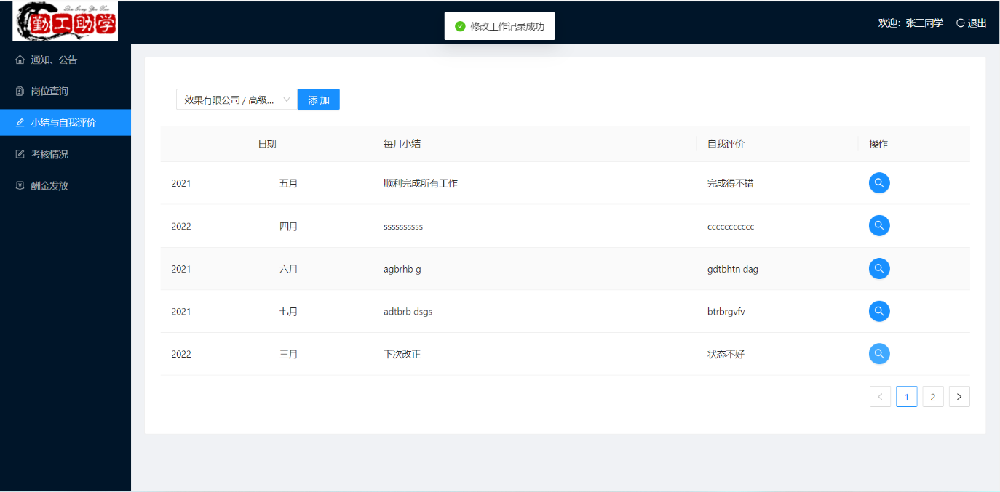 Qin Gong Zhu Xue
勤工助学
修改工作记录成功
欢迎：张三同学 退出
通知、公告
岗位查询
小结与自我评价
考核情况
酬金发放
效果有限公司 / 高级... 添 加
日期 每月小结 自我评价 操作
2021 五月 顺利完成所有工作 完成得不错
2022 四月 ssssssssss ccccccccccc
2021 六月 agbrhb g gdtbhtn dag
2021 七月 adtbrb dsgs btrbrgvfv
2022 三月 下次改正 状态不好
< 1 2 >